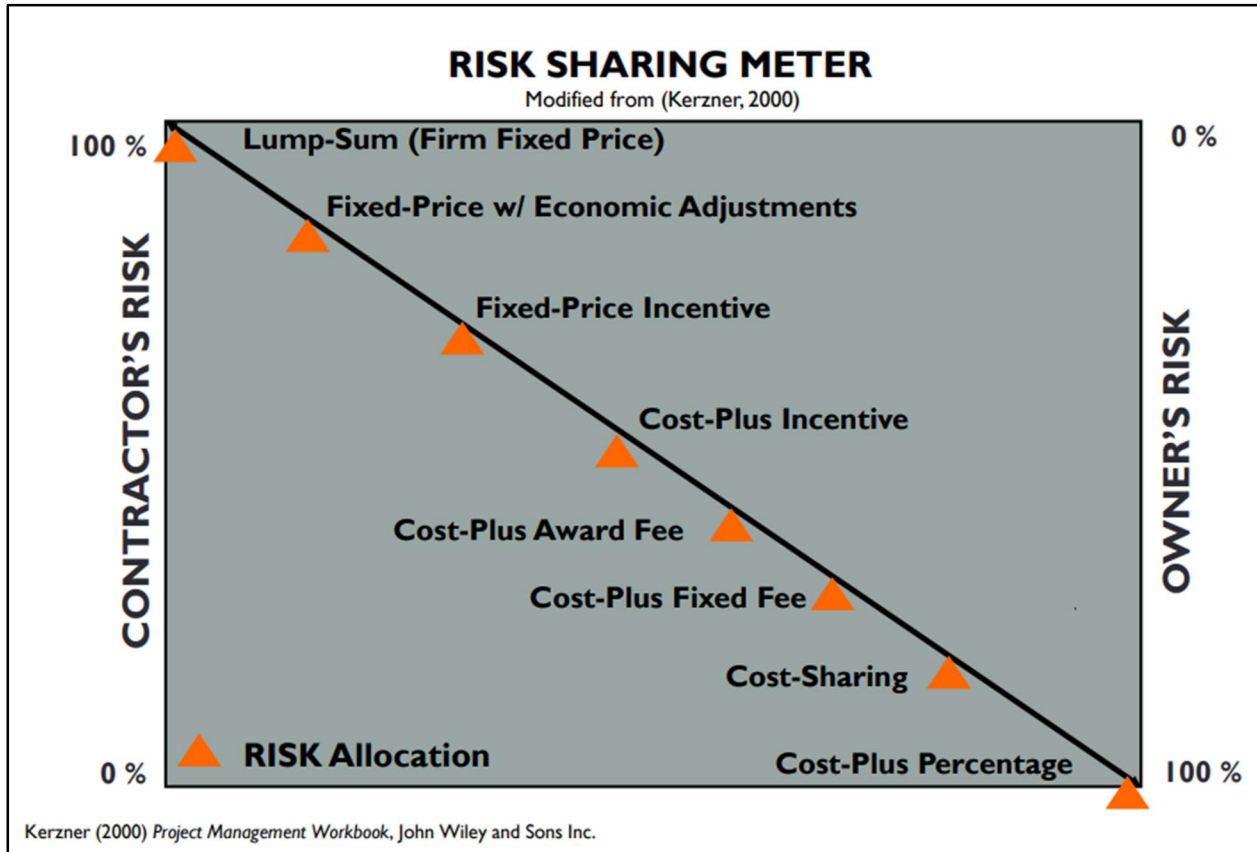 RISK SHARING METER
Modified from (Kerzner, 2000)
100 %
0 %
Lump-Sum (Firm Fixed Price)
Fixed-Price w/ Economic Adjustments
Fixed-Price Incentive
Cost-Plus Incentive
Cost-Plus Award Fee
Cost-Plus Fixed Fee
Cost-Sharing
Cost-Plus Percentage
CONTRACTOR'S RISK
OWNER'S RISK
RISK Allocation
0 %
100 %
Kerzner (2000) Project Management Workbook, John Wiley and Sons Inc.